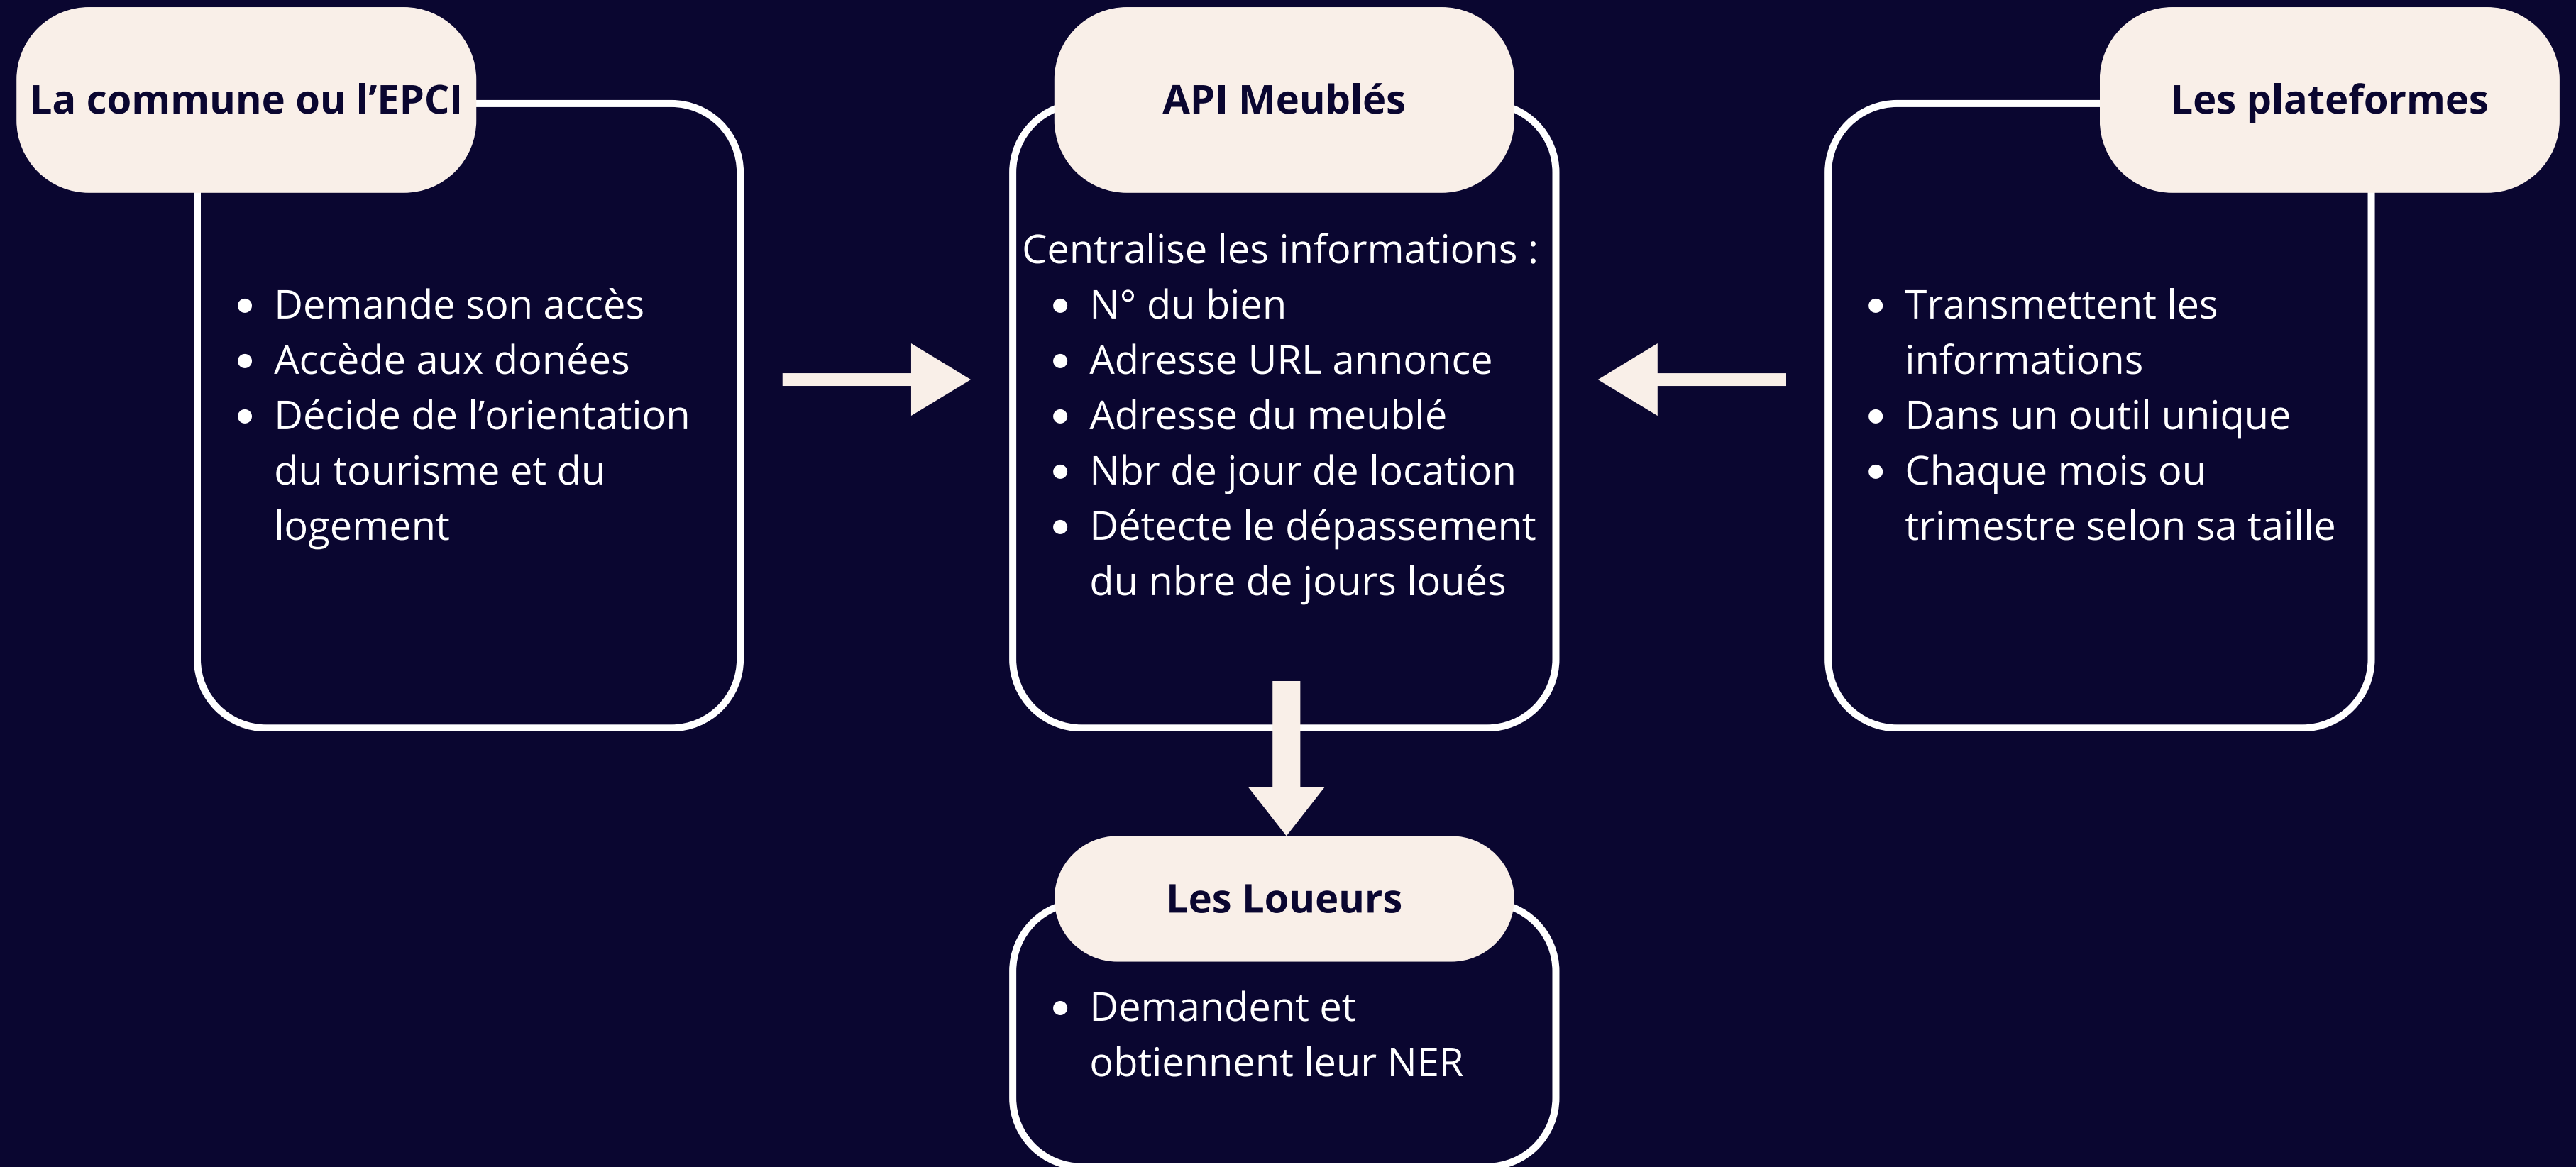 La commune ou l’EPCI
Demande son accès
Accède aux donées
Décide de l’orientation
du tourisme et du
logement
API Meublés
Centralise les informations :
N° du bien
Adresse URL annonce
Adresse du meublé
Nbr de jour de location
Détecte le dépassement
du nbre de jours loués
Les plateformes
Transmettent les
informations
Dans un outil unique
Chaque mois ou
trimestre selon sa taille
Les Loueurs
Demandent et
obtiennent leur NER